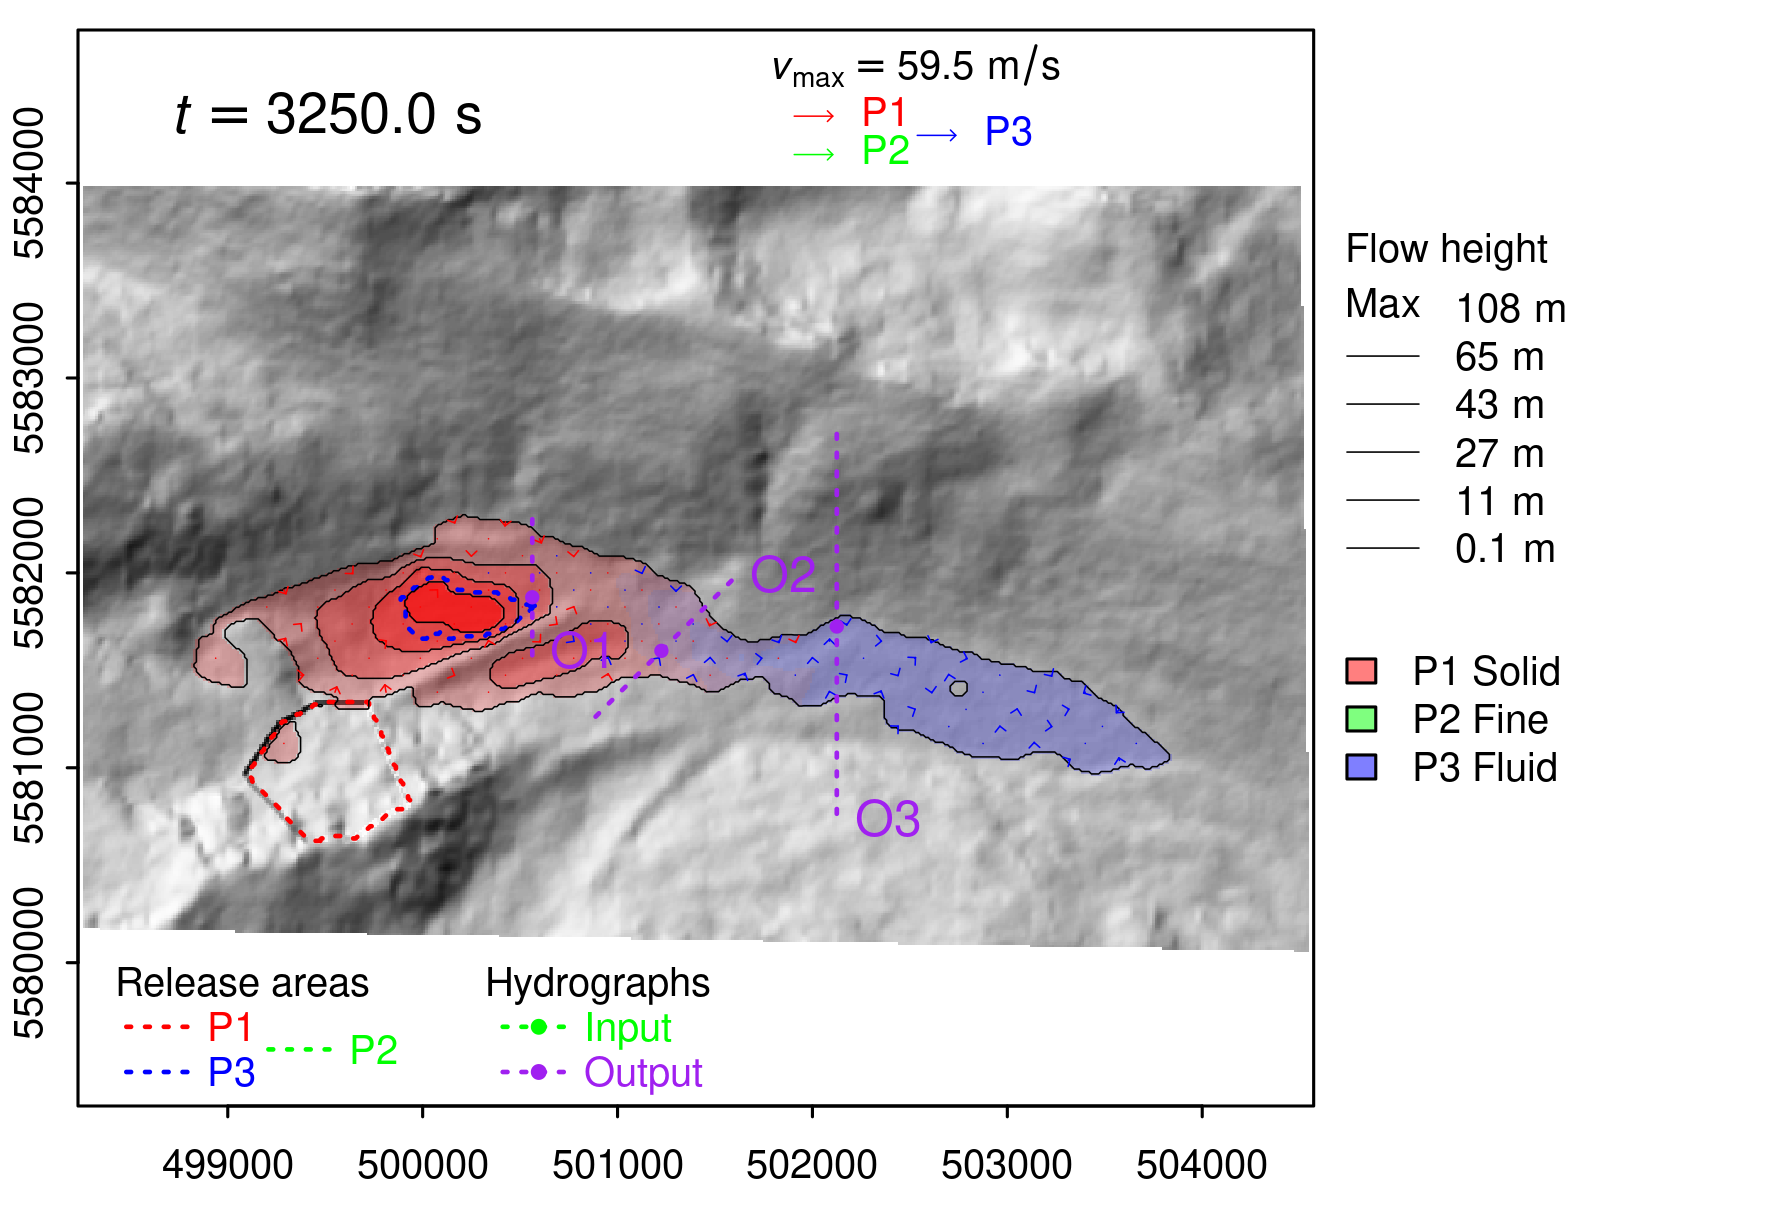 v_max = 59.5 m/s
t = 3250.0 s
P1
P2
P3
5584000
5583000
5582000
5581000
5580000
Flow height
Max 108 m
65 m
43 m
27 m
11 m
0.1 m
O1
O2
O3
P1 Solid
P2 Fine
P3 Fluid
Release areas
P1
P2
P3
Hydrographs
Input
Output
499000 500000 501000 502000 503000 504000